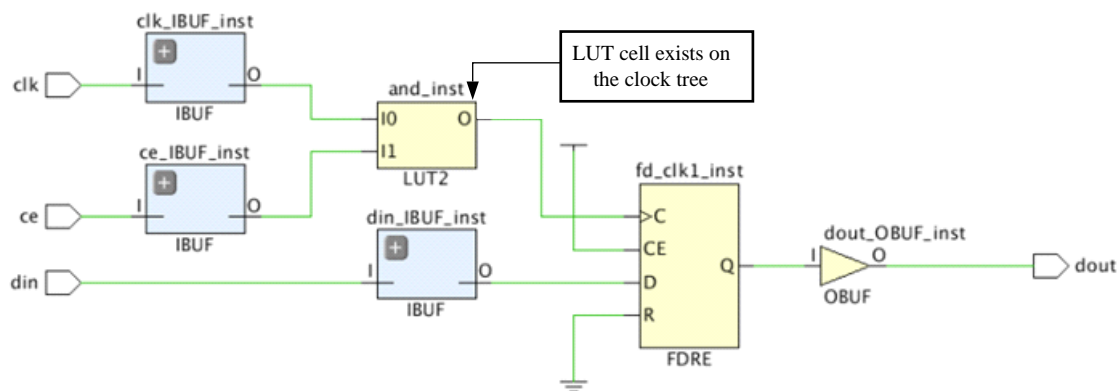 clk_IBUF_inst
LUT cell exists on
the clock tree
clk
I
O
IBUF
and_inst
I0
O
I1
LUT2
ce_IBUF_inst
ce
I
O
IBUF
fd_clk1_inst
C
CE
D
R
Q
FDRE
din_IBUF_inst
din
I
O
IBUF
dout_OBUF_inst
I
O
OBUF
dout